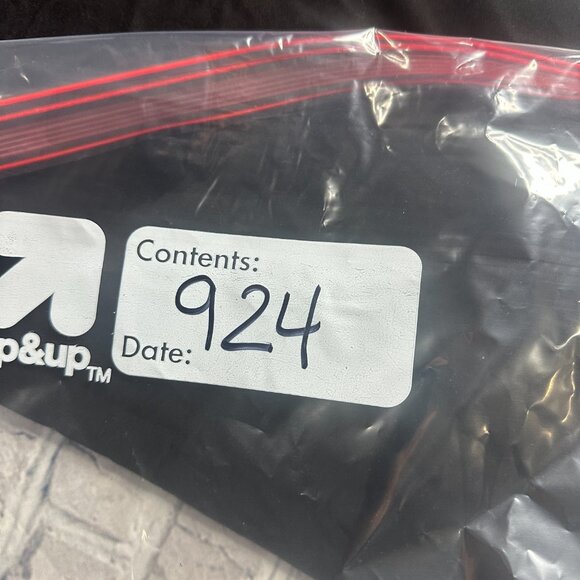 Contents:
924
Date:
p&up™